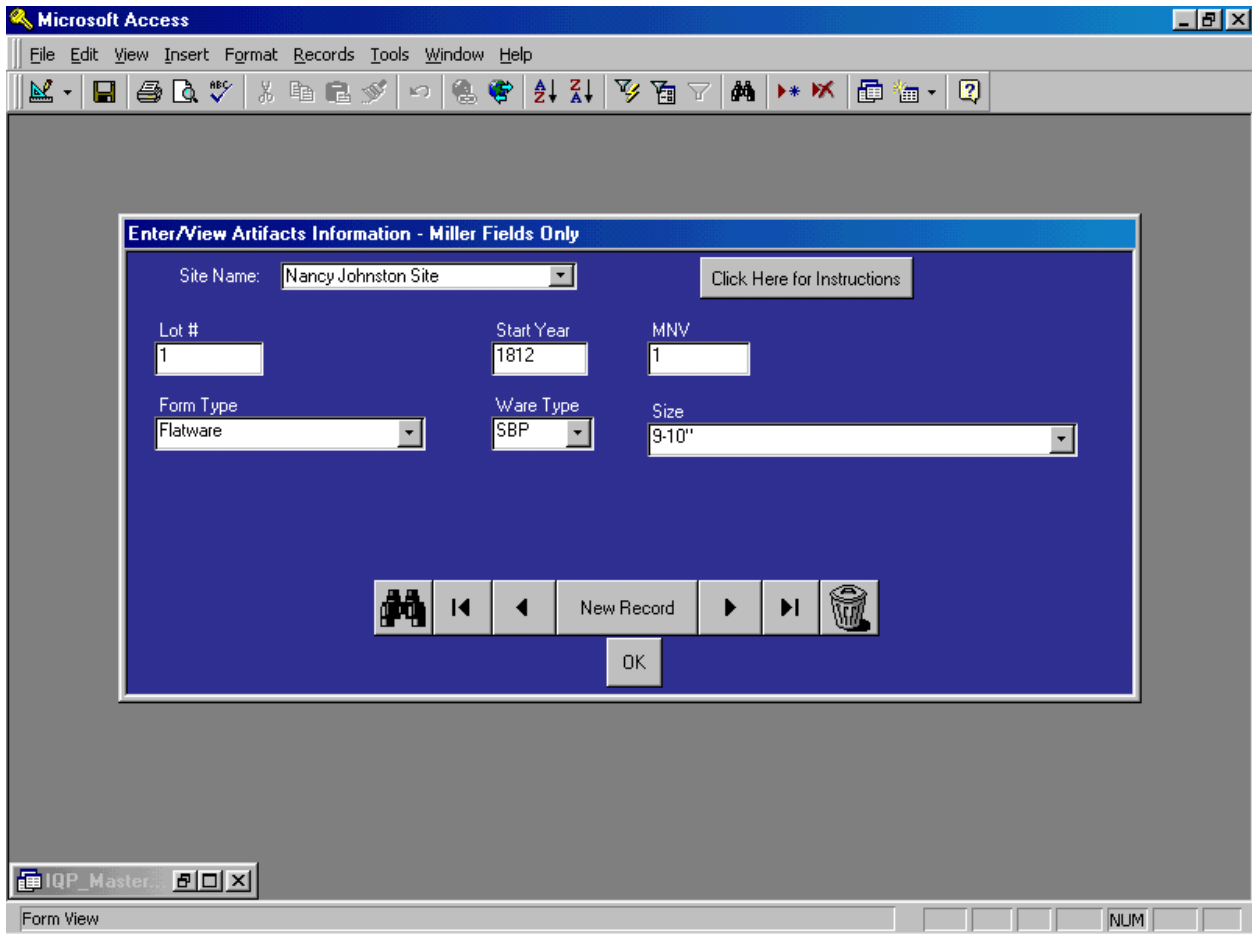 Microsoft Access
File Edit View Insert Format Records Tools Window Help
Enter/View Artifacts Information - Miller Fields Only
Site Name: Nancy Johnston Site Click Here for Instructions
Lot # Start Year MNV
1 1812 1
Form Type Ware Type Size
Flatware SBP 9-10"
New Record
OK
IQP_Master...
Form View NUM